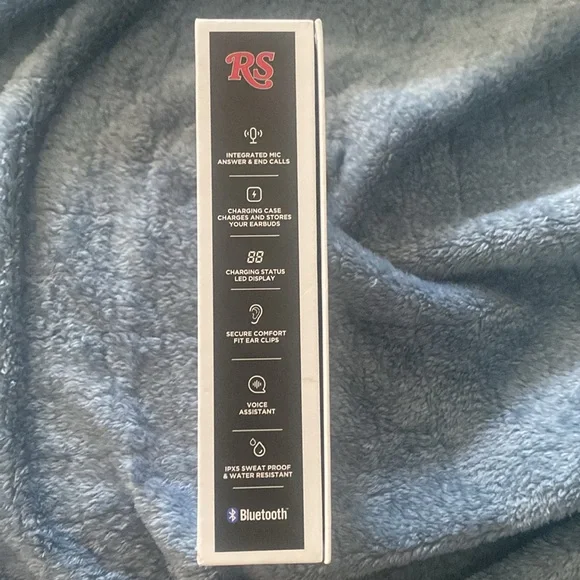 RS
INTEGRATED MIC
ANSWER & END CALLS
CHARGING CASE
CHARGES AND STORES
YOUR EARBUDS
88
CHARGING STATUS
LED DISPLAY
SECURE COMFORT
FIT EAR CLIPS
VOICE
ASSISTANT
IPX5 SWEAT PROOF
& WATER RESISTANT
Bluetooth